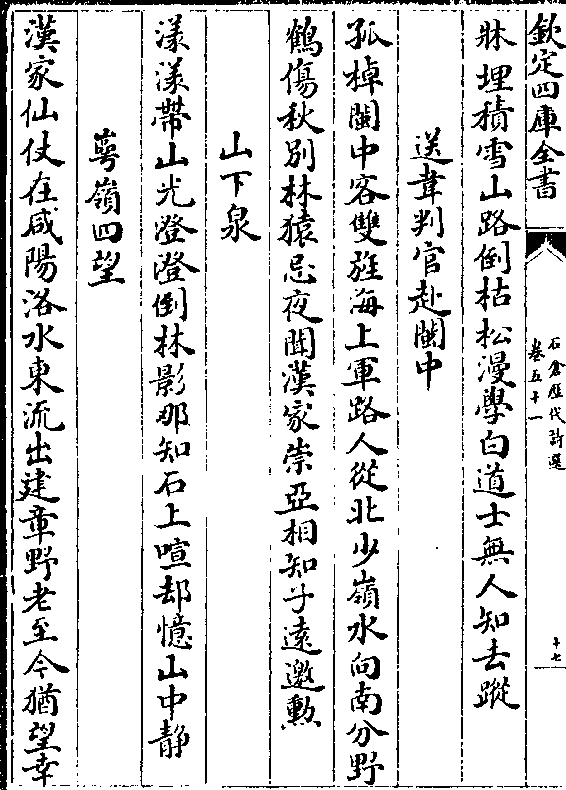 欽定四庫全書
石倉歴代詩選
卷五十一
十七
牀埋積雪山路倒枯松漫學白道士無人知去蹤
送韋判官赴閩中
孤棹閩中客雙旌海上軍路人從北少嶺水向南分野
鶴傷秋别林猿忌夜聞漢家崇亞相知子遠邀勲
山下泉
漾漾帶山光澄澄倒林影那知石上喧却憶山中静
萼嶺四望
漢家仙仗在咸陽洛水東流出建章野老至今猶望幸